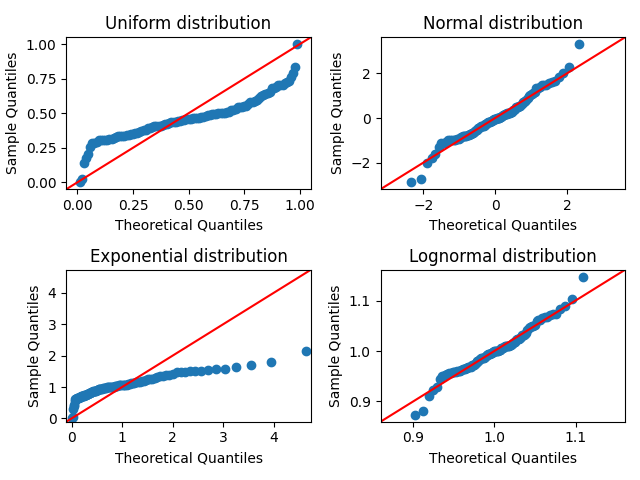 Uniform distribution
1.00
0.75
0.50
0.25
0.00
Sample Quantiles
0.00 0.25 0.50 0.75 1.00
Theoretical Quantiles
Normal distribution
2
0
−2
Sample Quantiles
−2 0 2
Theoretical Quantiles
Exponential distribution
4
3
2
1
0
Sample Quantiles
0 1 2 3 4
Theoretical Quantiles
Lognormal distribution
1.1
1.0
0.9
Sample Quantiles
0.9 1.0 1.1
Theoretical Quantiles